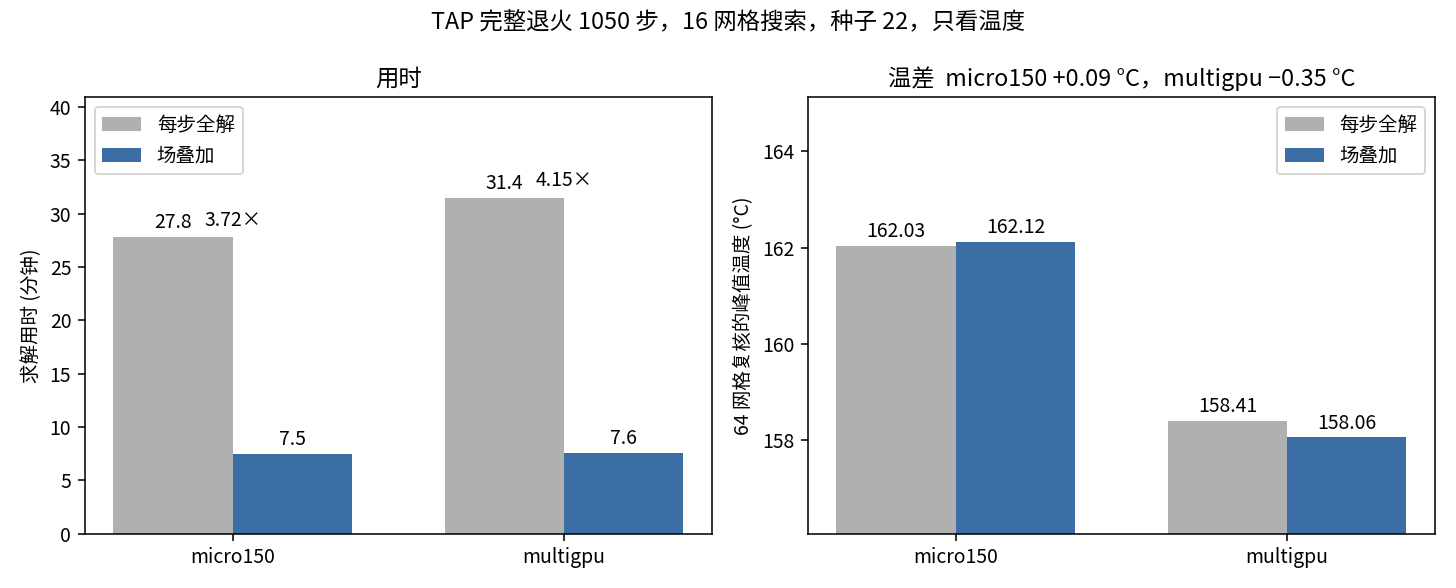 TAP 完整退火 1050 步，16 网格搜索，种子 22，只看温度
用时
每步全解
场叠加
求解用时 (分钟)
40
35
30
25
20
15
10
5
0
27.8
3.72×
7.5
31.4
4.15×
7.6
micro150
multigpu
温差 micro150 +0.09 °C，multigpu −0.35 °C
每步全解
场叠加
64 网格复核的峰值温度 (°C)
164
162
160
158
162.03
162.12
158.41
158.06
micro150
multigpu